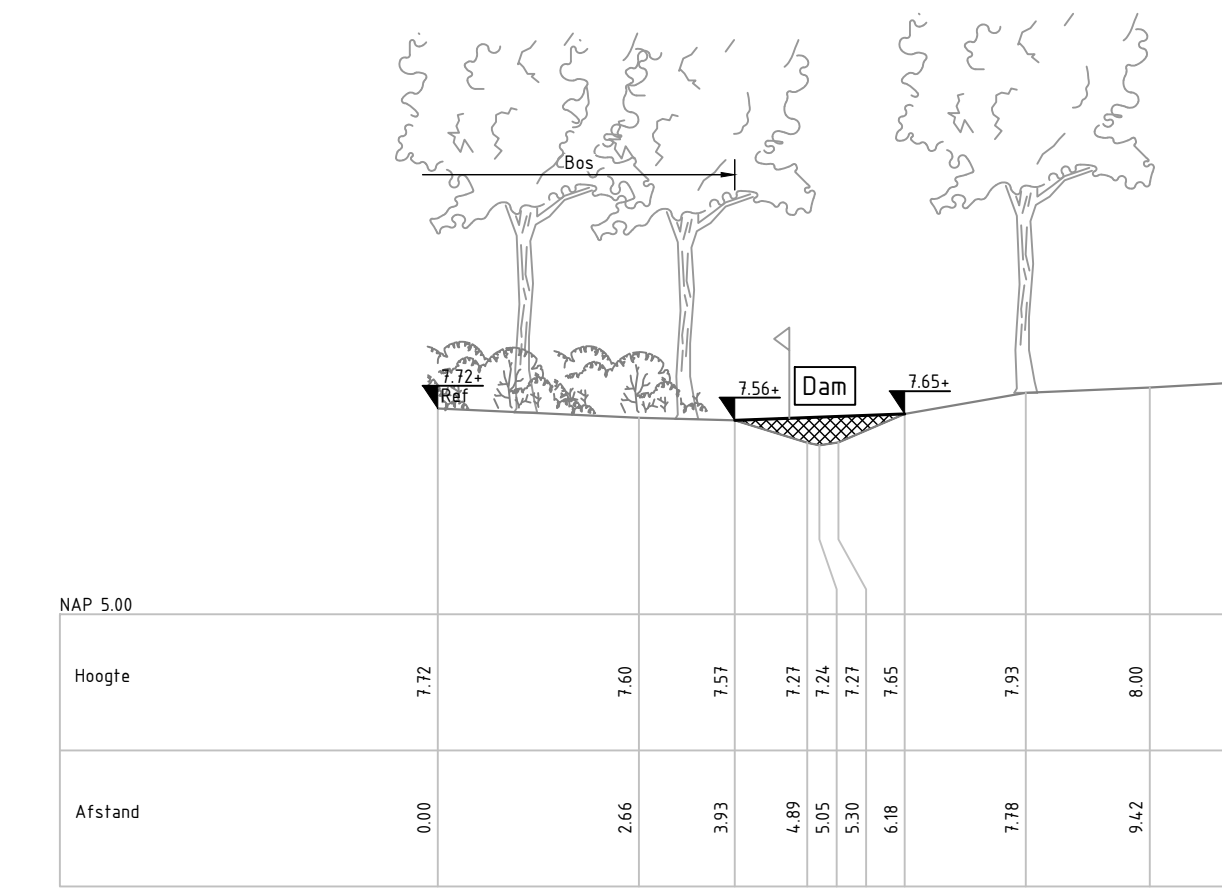 Bos
7.72+
Ref
7.56+
Dam
7.65+
NAP 5.00
Hoogte 7.72 7.60 7.57 7.27 7.24 7.27 7.65 7.93 8.00
Afstand 0.00 2.66 3.93 4.89 5.05 5.30 6.18 7.78 9.42